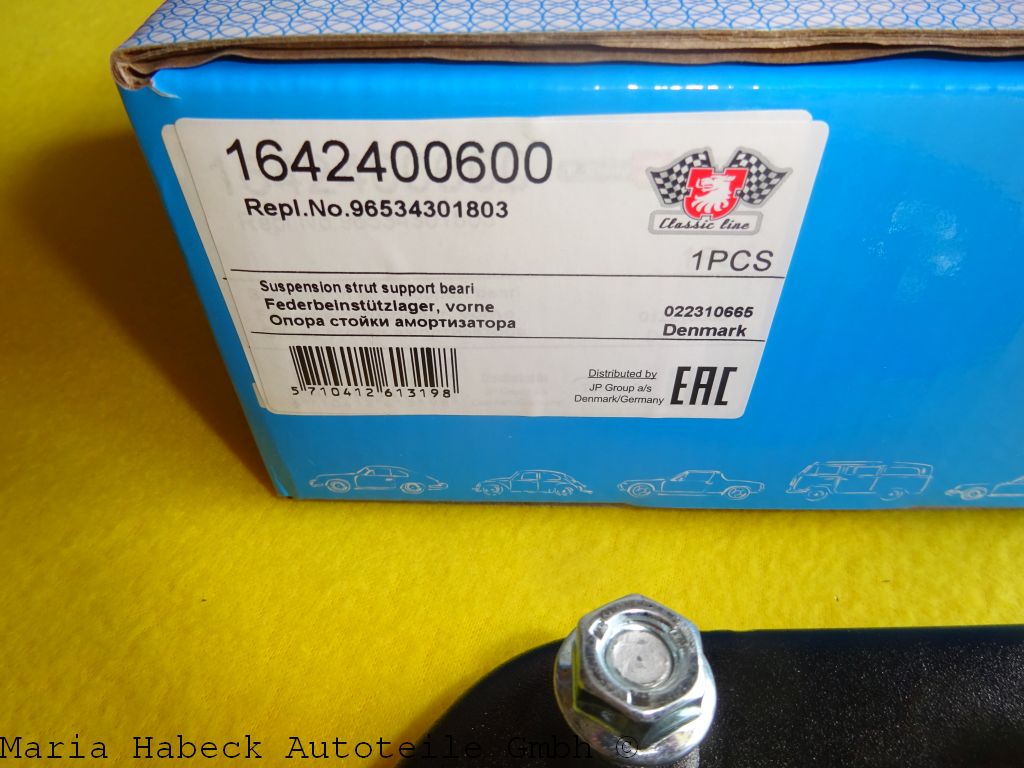 1642400600
Repl.No.96534301803
Classic line
1PCS
Suspension strut support beari
Federbeinstützlager, vorne
Опора стойки амортизатора
022310665
Denmark
5 710412 613198
Distributed by
JP Group a/s
Denmark/Germany
EAC
Maria Habeck Autoteile Gmbh ©